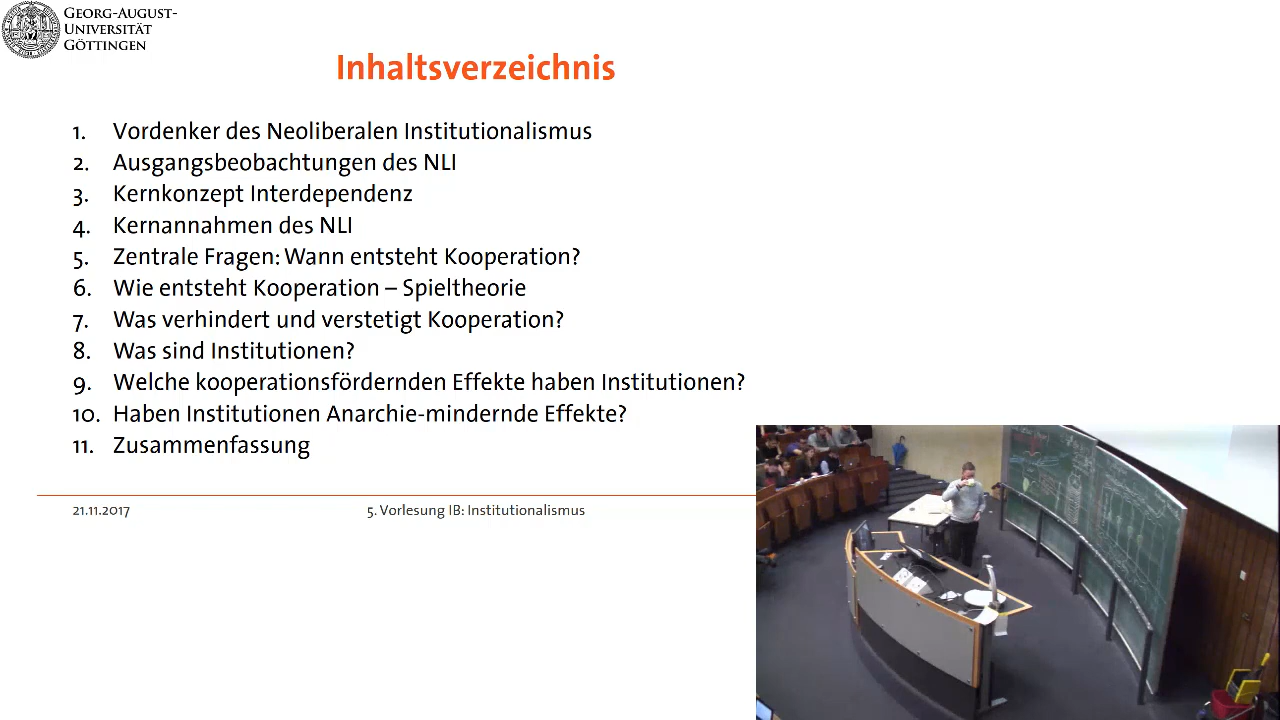 GEORG-AUGUST-
UNIVERSITÄT
GÖTTINGEN
Inhaltsverzeichnis
1. Vordenker des Neoliberalen Institutionalismus
2. Ausgangsbeobachtungen des NLI
3. Kernkonzept Interdependenz
4. Kernannahmen des NLI
5. Zentrale Fragen: Wann entsteht Kooperation?
6. Wie entsteht Kooperation – Spieltheorie
7. Was verhindert und verstetigt Kooperation?
8. Was sind Institutionen?
9. Welche kooperationsfördernden Effekte haben Institutionen?
10. Haben Institutionen Anarchie-mindernde Effekte?
11. Zusammenfassung
21.11.2017 5. Vorlesung IB: Institutionalismus